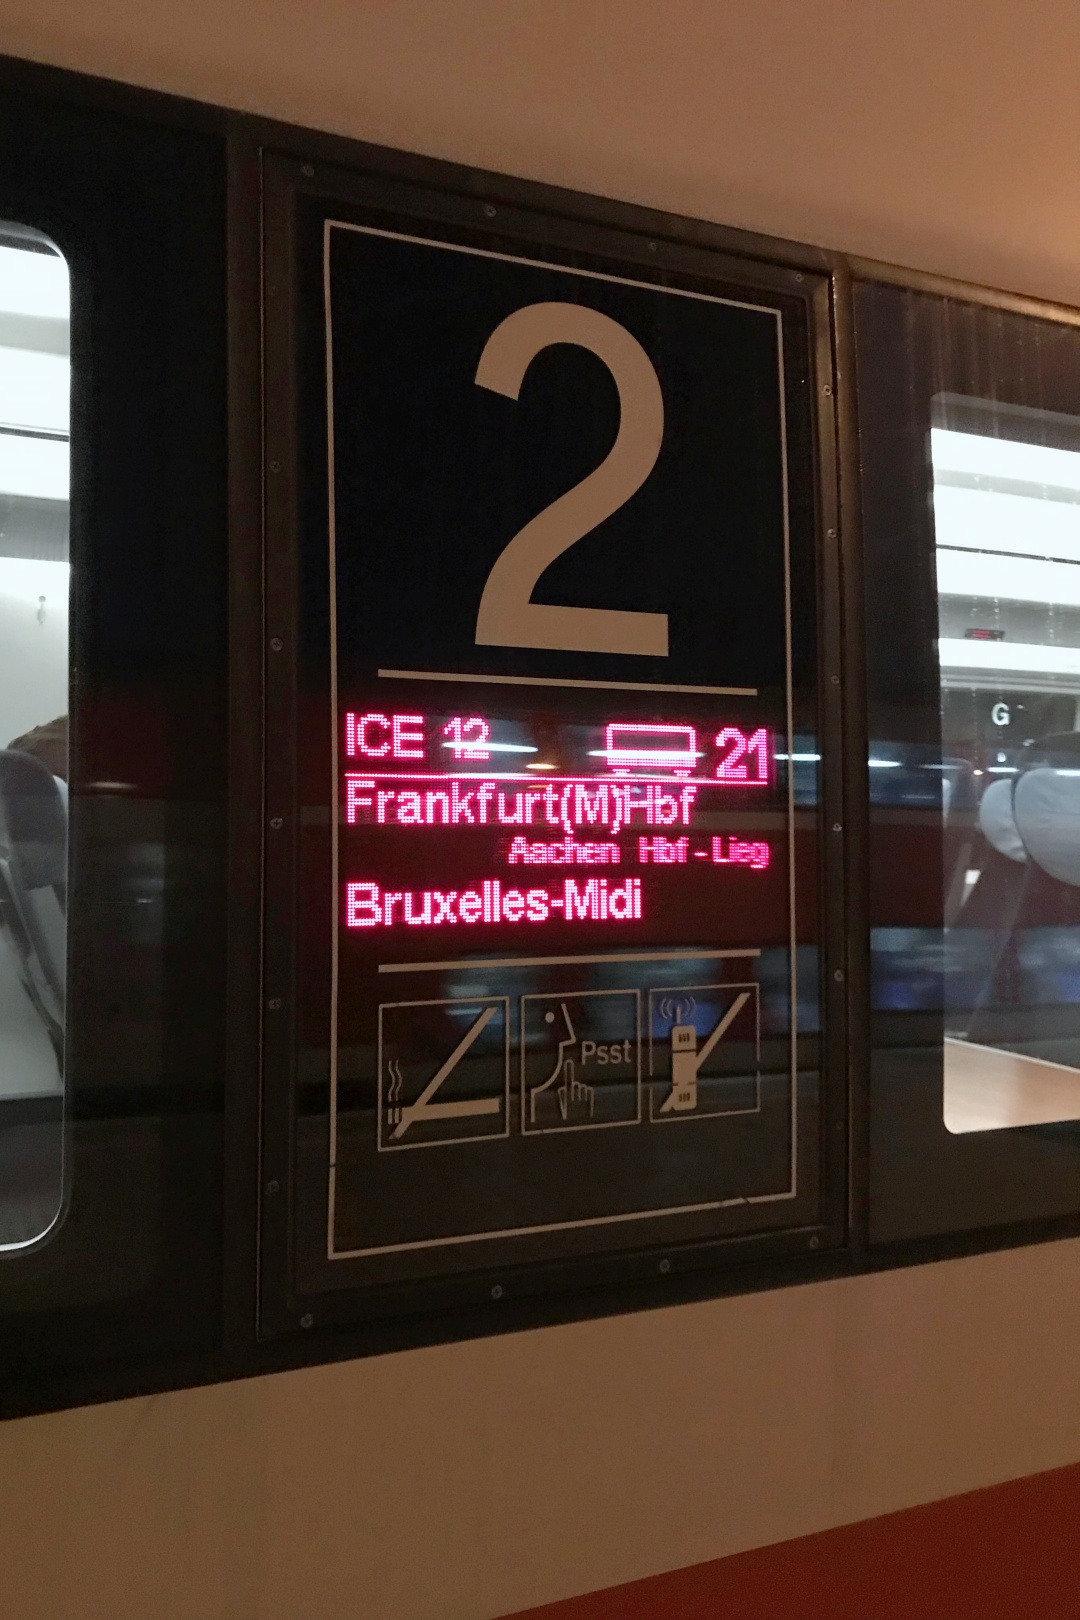 2
ICE 12 21
Frankfurt(M)Hbf
Aachen Hbf - Lieg
Bruxelles-Midi
Psst
G